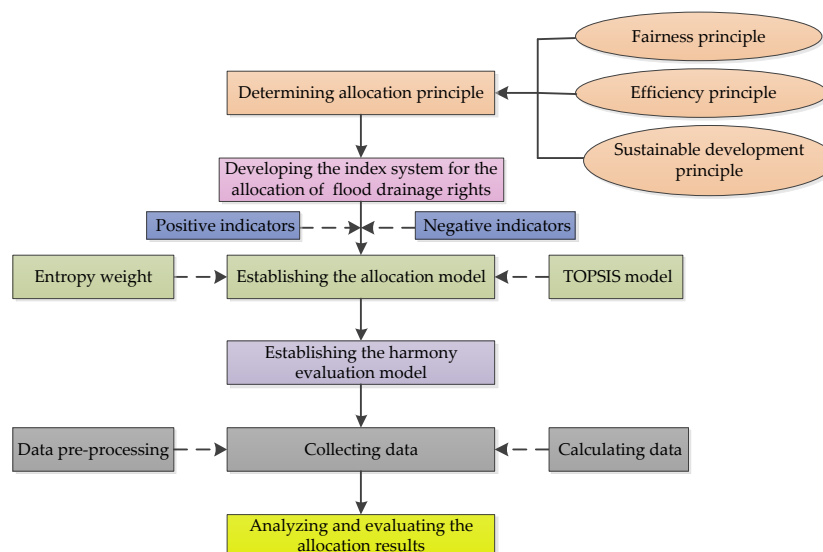 Fairness principle
Determining allocation principle
Efficiency principle
Sustainable development
principle
Developing the index system for the
allocation of flood drainage rights
Positive indicators
Negative indicators
Entropy weight
Establishing the allocation model
TOPSIS model
Establishing the harmony
evaluation model
Data pre-processing
Collecting data
Calculating data
Analyzing and evaluating the
allocation results